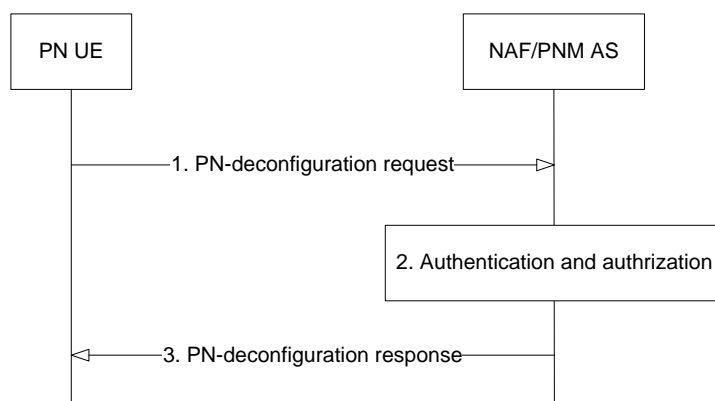 PN UE
NAF/PNM AS
1. PN-deconfiguration request
2. Authentication and authrization
3. PN-deconfiguration response